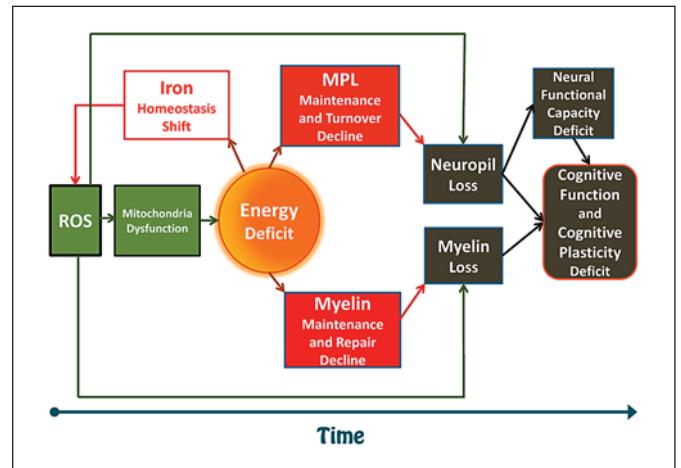 ROS
Mitochondria
Dysfunction
Iron
Homeostasis
Shift
Energy
Deficit
MPL
Maintenance
and Turnover
Decline
Myelin
Maintenance
and Repair
Decline
Neuropil
Loss
Myelin
Loss
Neural
Functional
Capacity
Deficit
Cognitive
Function
and
Cognitive
Plasticity
Deficit
Time